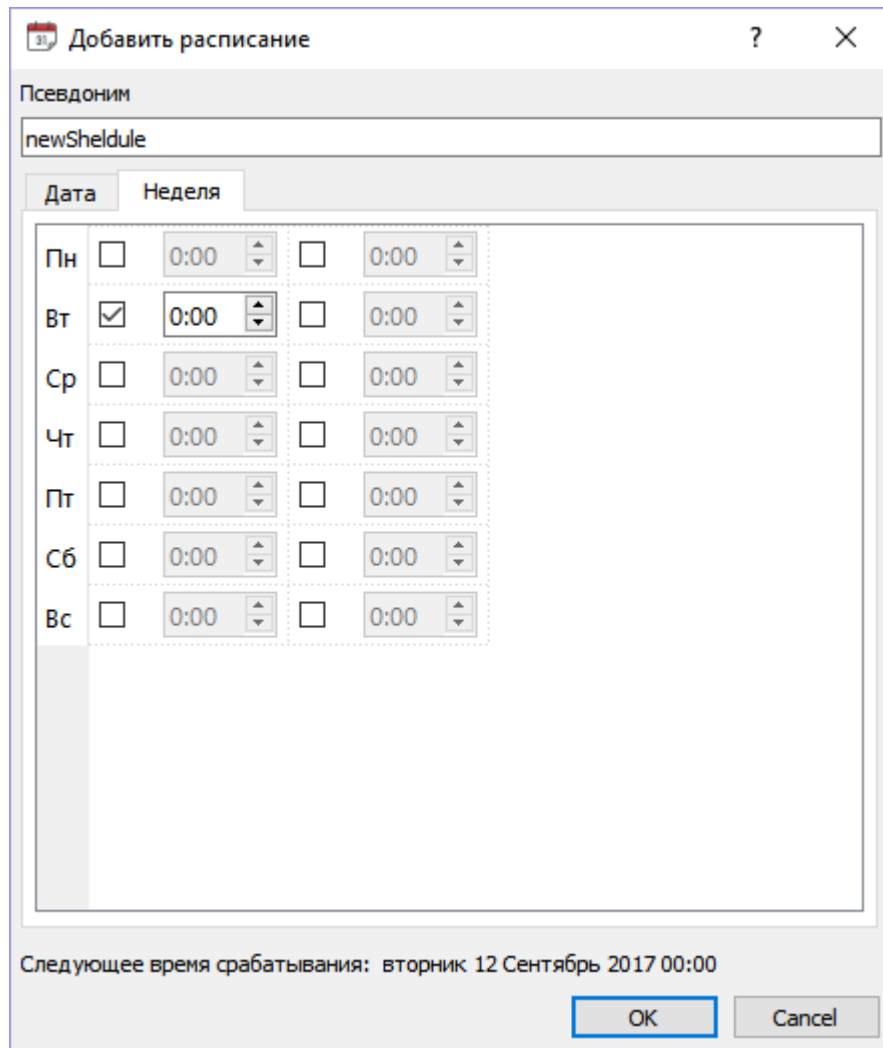 Добавить расписание ?
Псевдоним
newSheldule
Дата Неделя
Пн 0:00 0:00
Вт 0:00 0:00
Ср 0:00 0:00
Чт 0:00 0:00
Пт 0:00 0:00
Сб 0:00 0:00
Вс 0:00 0:00
Следующее время срабатывания: вторник 12 Сентябрь 2017 00:00
OK Cancel